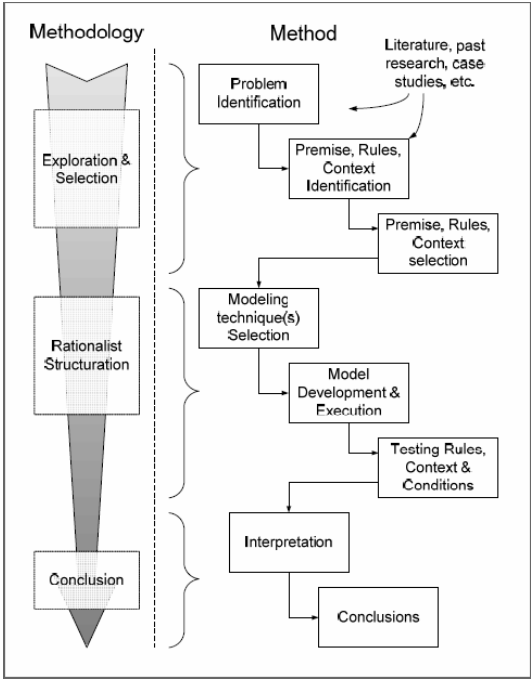 Methodology
Method
Literature, past
research, case
studies, etc.
Problem
Identification
Exploration &
Selection
Premise, Rules,
Context
Identification
Premise, Rules,
Context
selection
Modeling
technique(s)
Selection
Rationalist
Structuration
Model
Development &
Execution
Testing Rules,
Context &
Conditions
Interpretation
Conclusion
Conclusions